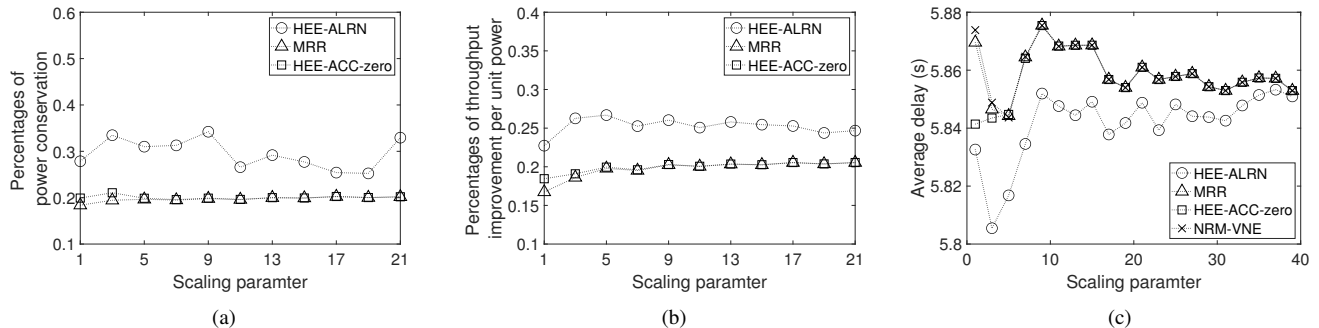 0.6
0.5
0.4
0.3
0.2
0.1
1 5 9 13 17 21
Percentages of
power conservation
Scaling paramter
HEE-ALRN
MRR
HEE-ACC-zero
(a)
0.4
0.35
0.3
0.25
0.2
0.15
0.1
1 5 9 13 17 21
Percentages of throughput
improvement per unit power
Scaling paramter
HEE-ALRN
MRR
HEE-ACC-zero
(b)
5.88
5.86
5.84
5.82
5.8
0 10 20 30 40
Average delay (s)
Scaling paramter
HEE-ALRN
MRR
HEE-ACC-zero
NRM-VNE
(c)